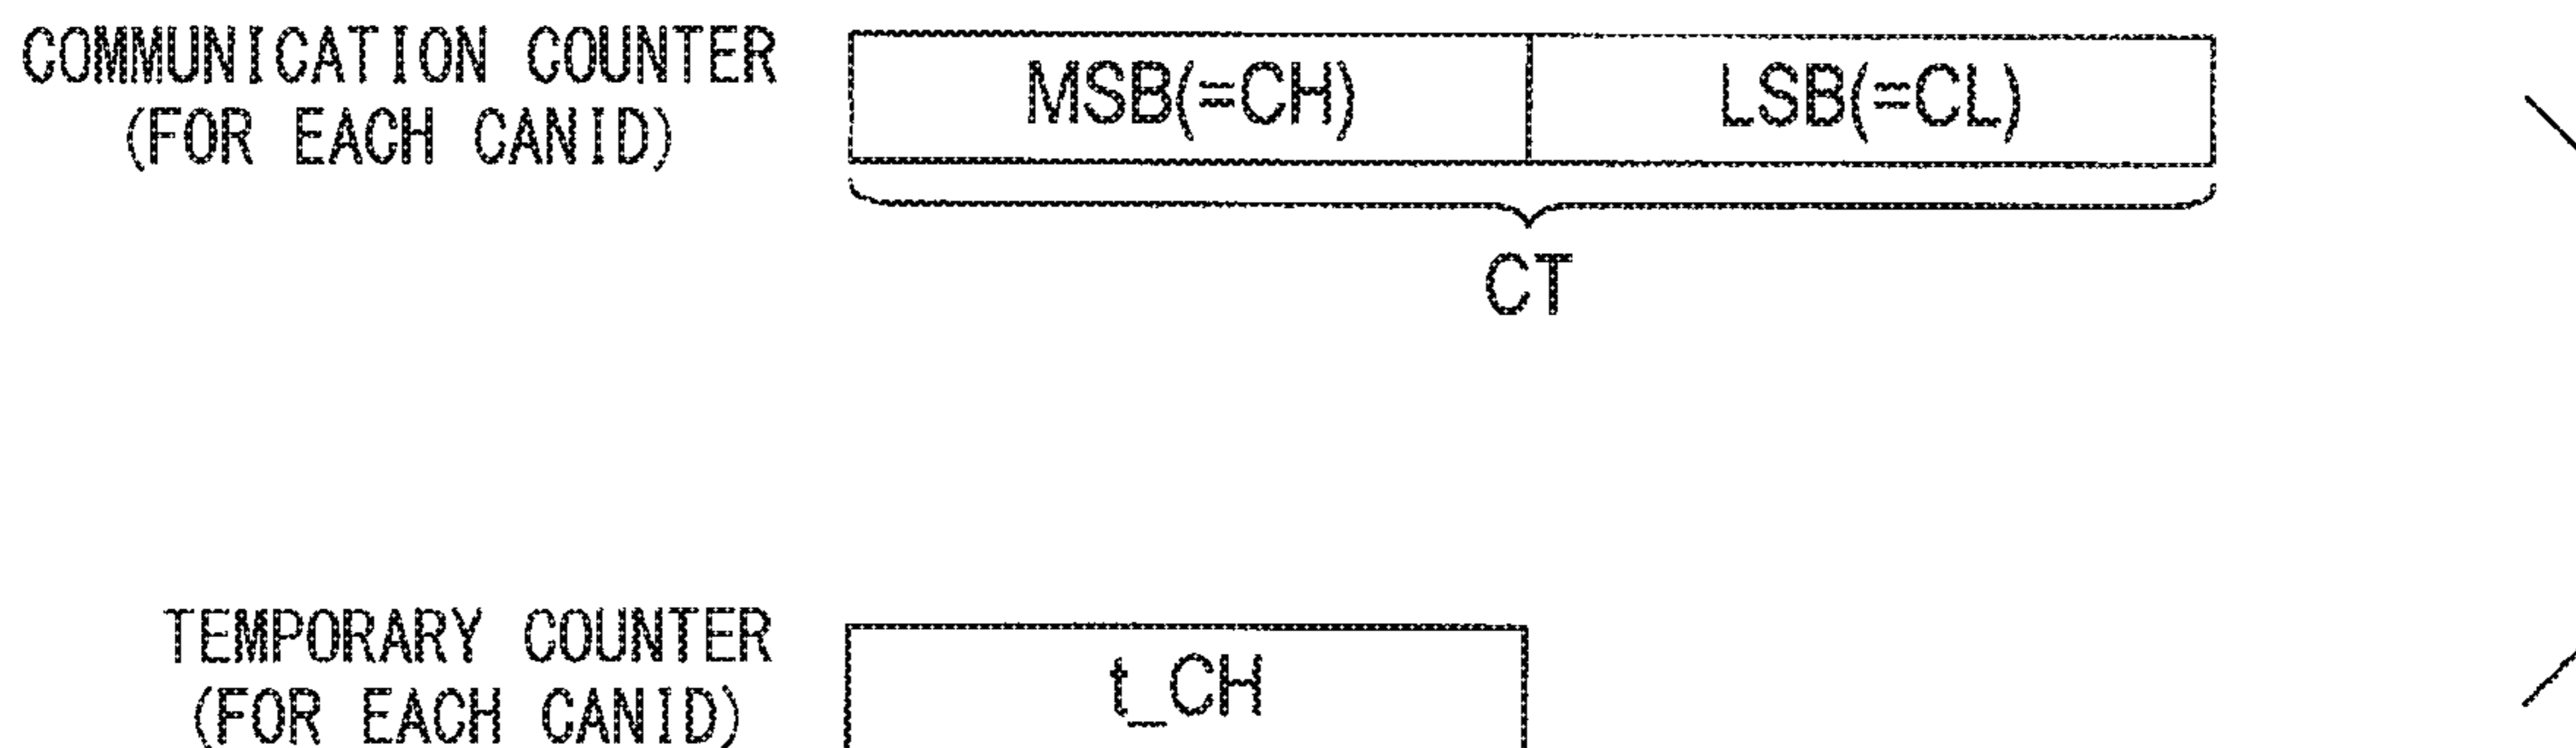 COMMUNICATION COUNTER
(FOR EACH CANID)
MSB(=CH)
LSB(=CL)
CT
TEMPORARY COUNTER
(FOR EACH CANID)
t_CH